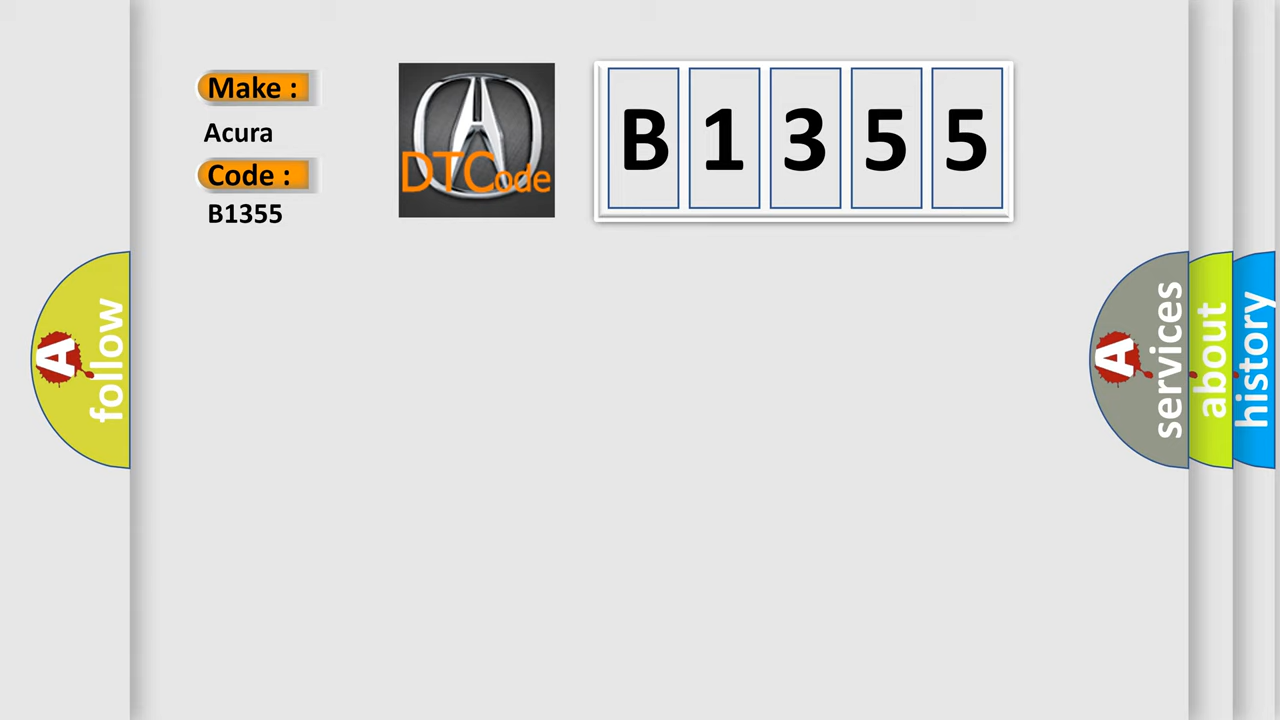 Make :
Acura
Code :
B1355
DTCode
B 1 3 5 5
A follow
A services
about
history